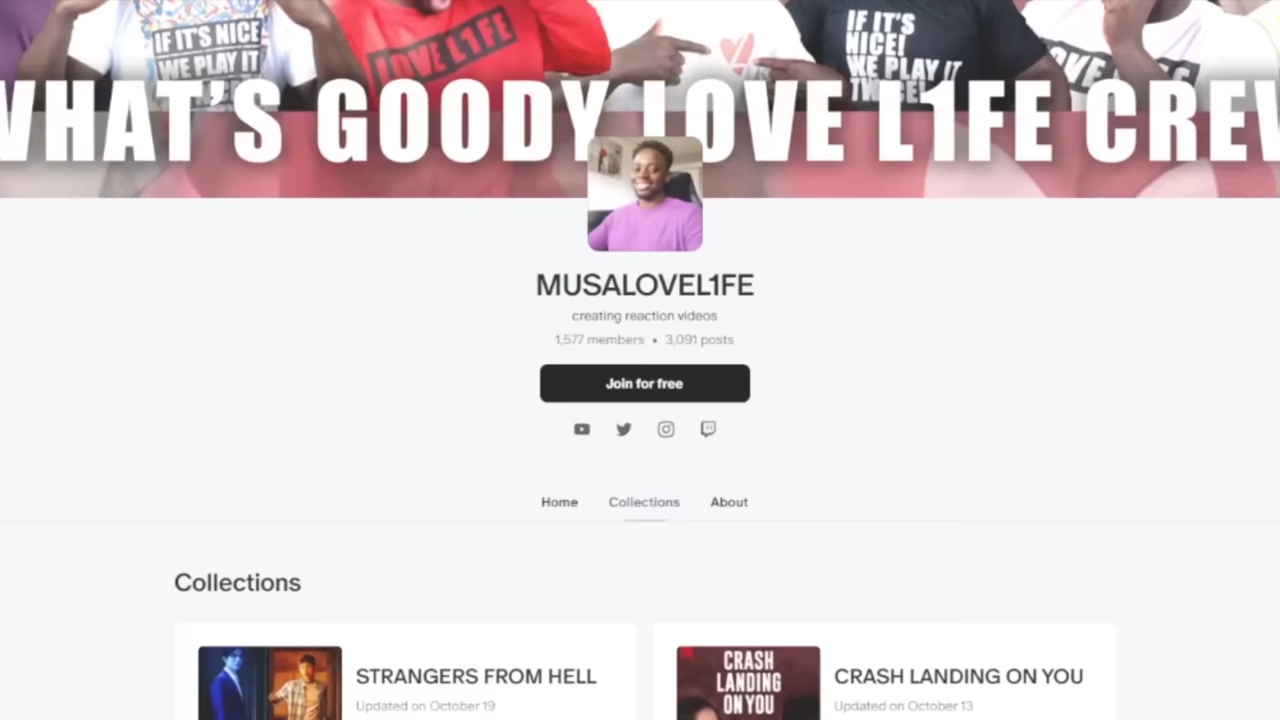 IF IT'S NICE
WE PLAY IT
LOVE L1FE
IF IT'S
NICE!
WE PLAY IT
TWICE!
WHAT'S GOODY LOVE L1FE CREW
MUSALOVEL1FE
creating reaction videos
1,577 members • 3,091 posts
Join for free
Home Collections About
Collections
STRANGERS FROM HELL
Updated on October 19
CRASH
LANDING
ON YOU
CRASH LANDING ON YOU
Updated on October 13